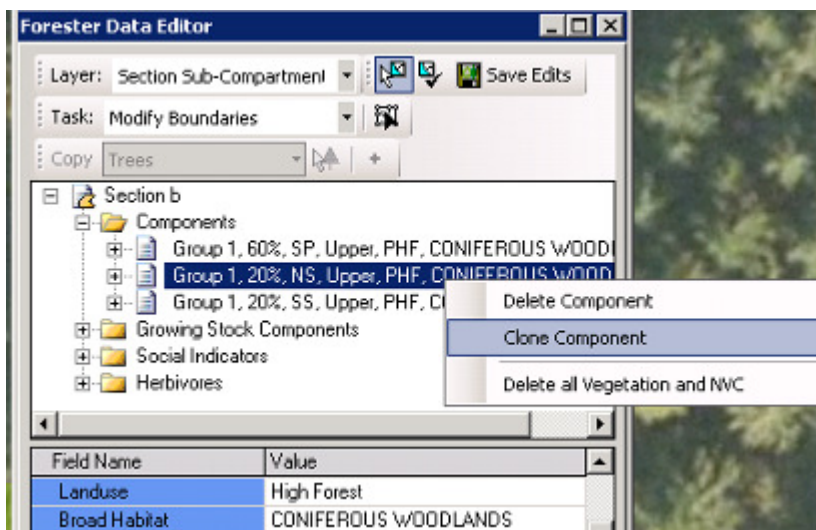 Forester Data Editor
Layer: Section Sub-Compartment Save Edits
Task: Modify Boundaries
Copy Trees
Section b
Components
Group 1, 60%, SP, Upper, PHF, CONIFEROUS WOODL
Group 1, 20%, NS, Upper, PHF, CONIFEROUS WOOD
Group 1, 20%, SS, Upper, PHF, C
Delete Component
Growing Stock Components
Clone Component
Social Indicators
Herbivores
Delete all Vegetation and NVC
Field Name Value
Landuse High Forest
Broad Habitat CONIFEROUS WOODLANDS